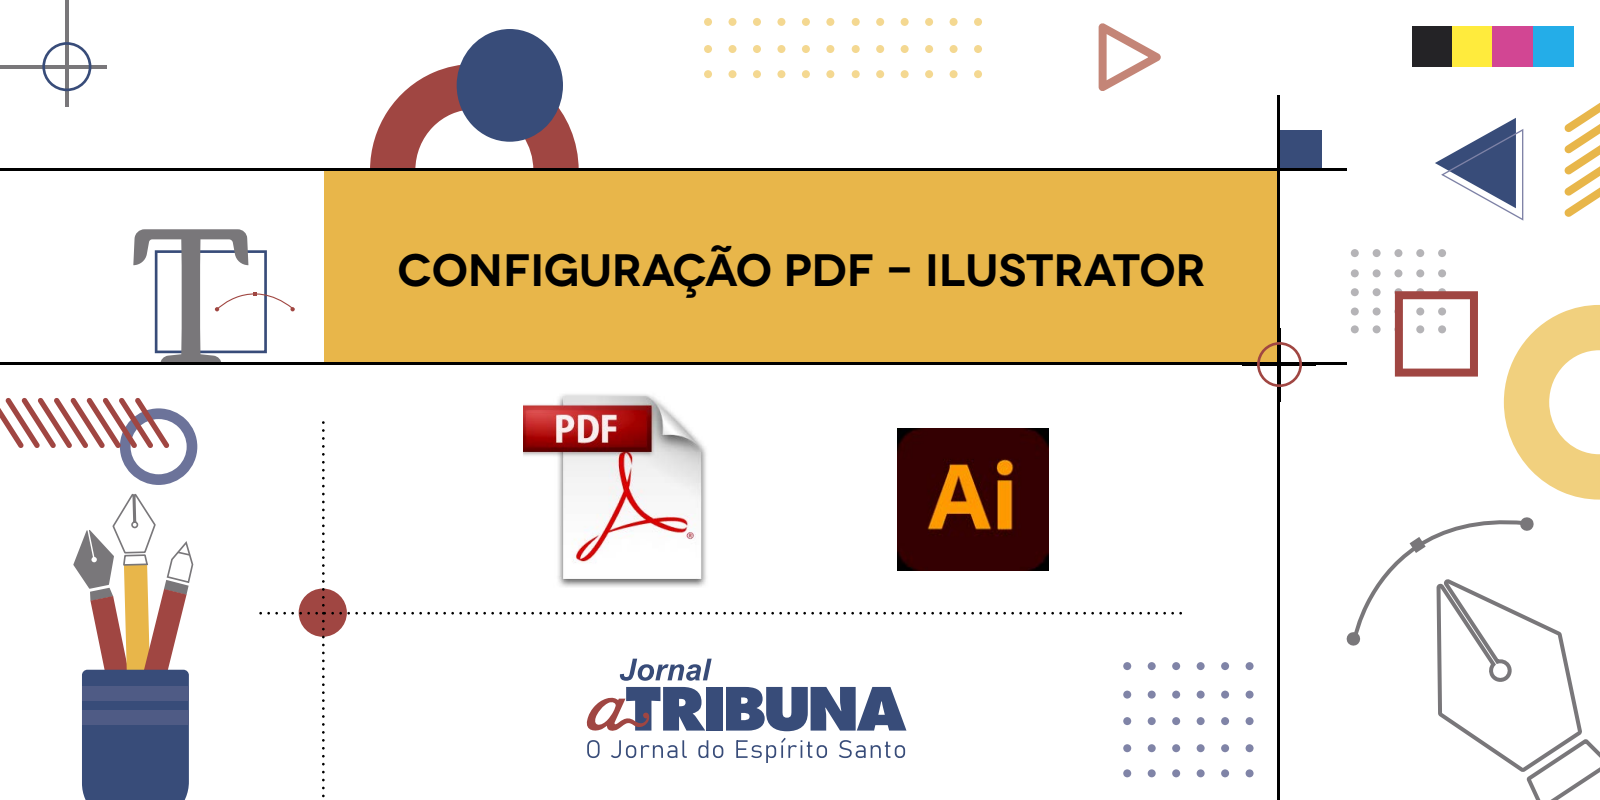 T
CONFIGURAÇÃO PDF - ILUSTRATOR
PDF
®
Ai
Jornal
aTRIBUNA
O Jornal do Espírito Santo